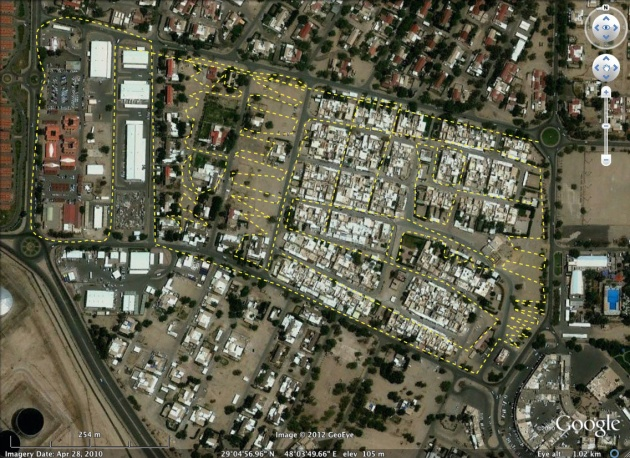 N
254 m
Image © 2012 GeoEye
Google
Imagery Date: Apr 28, 2010 29°04'56.96" N 48°03'49.66" E elev 105 m Eye alt 1.02 km